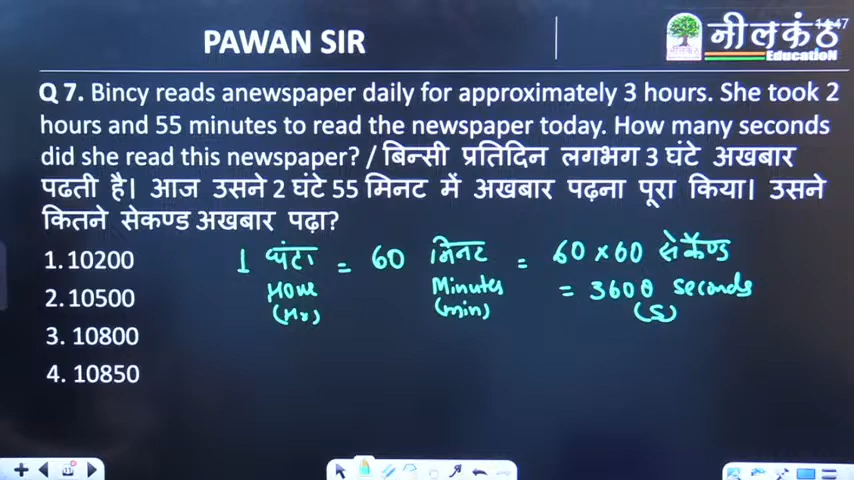 PAWAN SIR
नीलकंठ
EducatioN
Q 7. Bincy reads anewspaper daily for approximately 3 hours. She took 2
hours and 55 minutes to read the newspaper today. How many seconds
did she read this newspaper? / बिन्सी प्रतिदिन लगभग 3 घंटे अखबार
पढती है। आज उसने 2 घंटे 55 मिनट में अखबार पढ़ना पूरा किया। उसने
कितने सेकण्ड अखबार पढ़ा?
1. 10200
2. 10500
3. 10800
4. 10850
1 घंटा = 60 मिनट = 60 × 60 सेकेण्ड
Hour Minutes = 3600 seconds
(Hr) (min) (S)